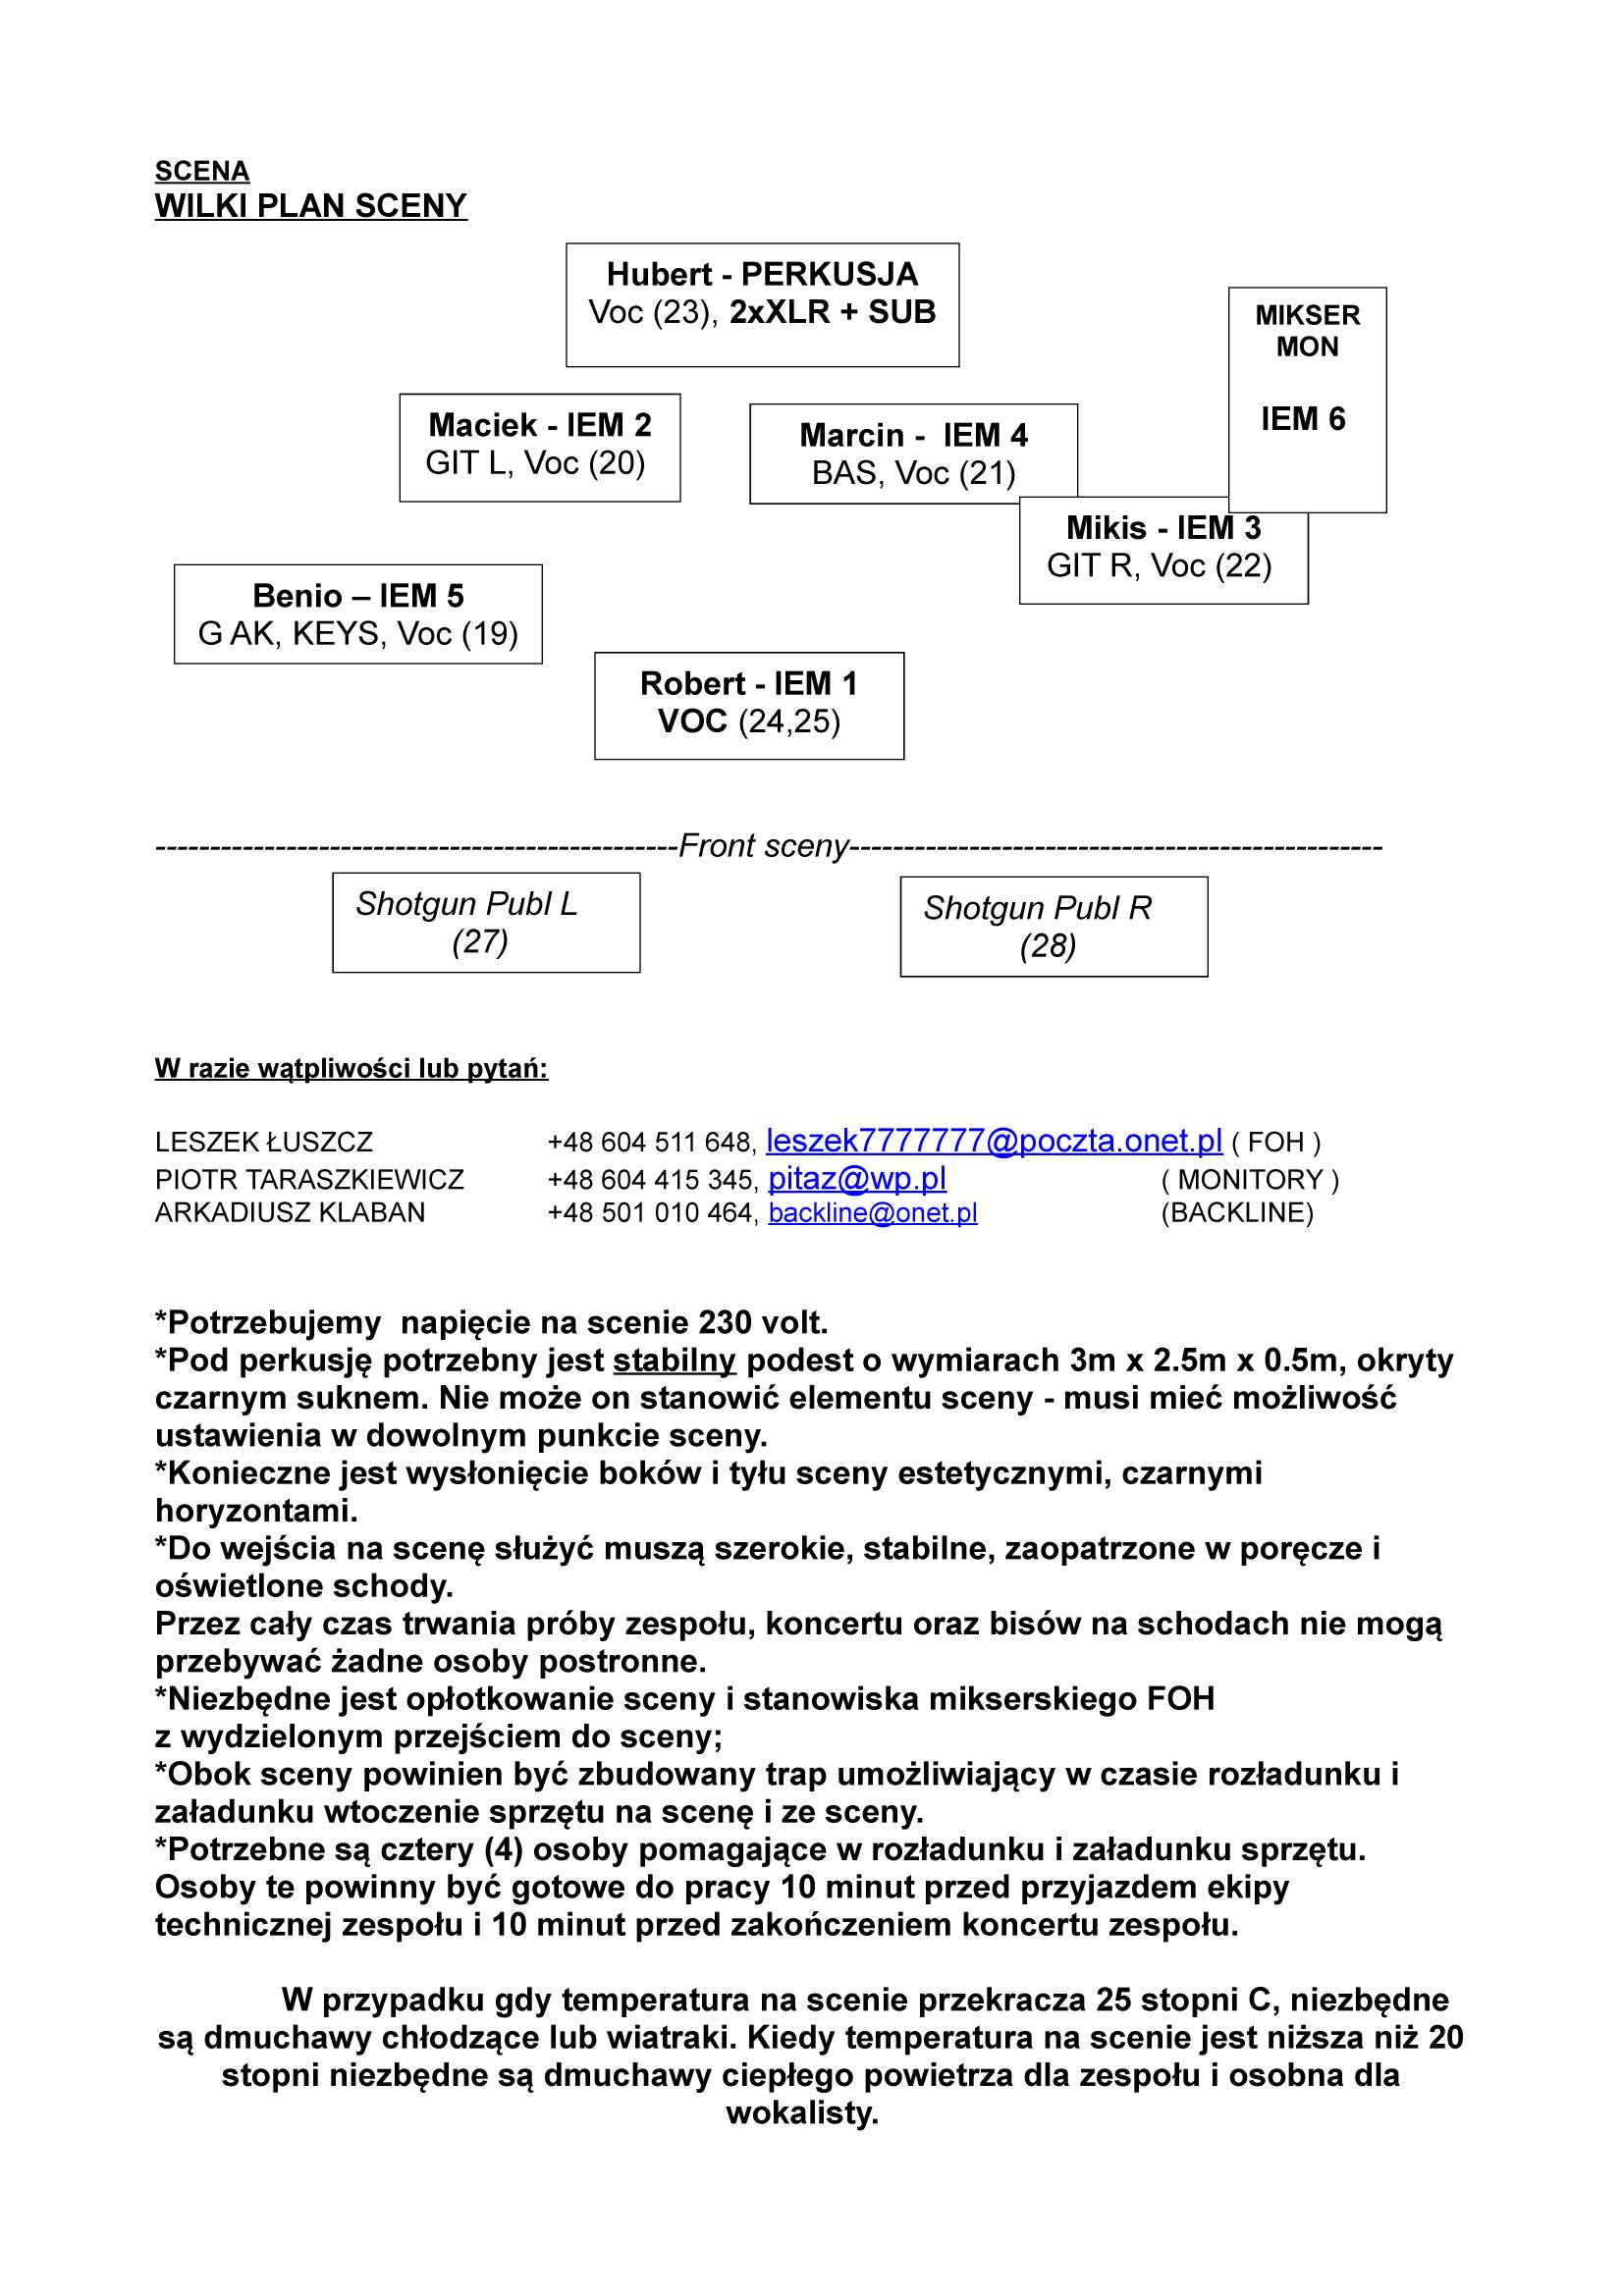 SCENA
WILKI PLAN SCENY
Hubert - PERKUSJA
Voc (23), 2xXLR + SUB
MIKSER
MON
IEM 6
Maciek - IEM 2
GIT L, Voc (20)
Marcin - IEM 4
BAS, Voc (21)
Mikis - IEM 3
GIT R, Voc (22)
Benio – IEM 5
G AK, KEYS, Voc (19)
Robert - IEM 1
VOC (24,25)
------------------------------------------------Front sceny-------------------------------------------------
Shotgun Publ L
(27)
Shotgun Publ R
(28)
W razie wątpliwości lub pytań:
LESZEK ŁUSZCZ +48 604 511 648, leszek7777777@poczta.onet.pl ( FOH )
PIOTR TARASZKIEWICZ +48 604 415 345, pitaz@wp.pl ( MONITORY )
ARKADIUSZ KLABAN +48 501 010 464, backline@onet.pl (BACKLINE)
*Potrzebujemy napięcie na scenie 230 volt.
*Pod perkusję potrzebny jest stabilny podest o wymiarach 3m x 2.5m x 0.5m, okryty
czarnym suknem. Nie może on stanowić elementu sceny - musi mieć możliwość
ustawienia w dowolnym punkcie sceny.
*Konieczne jest wysłonięcie boków i tyłu sceny estetycznymi, czarnymi
horyzontami.
*Do wejścia na scenę służyć muszą szerokie, stabilne, zaopatrzone w poręcze i
oświetlone schody.
Przez cały czas trwania próby zespołu, koncertu oraz bisów na schodach nie mogą
przebywać żadne osoby postronne.
*Niezbędne jest opłotkowanie sceny i stanowiska mikserskiego FOH
z wydzielonym przejściem do sceny;
*Obok sceny powinien być zbudowany trap umożliwiający w czasie rozładunku i
załadunku wtoczenie sprzętu na scenę i ze sceny.
*Potrzebne są cztery (4) osoby pomagające w rozładunku i załadunku sprzętu.
Osoby te powinny być gotowe do pracy 10 minut przed przyjazdem ekipy
technicznej zespołu i 10 minut przed zakończeniem koncertu zespołu.
W przypadku gdy temperatura na scenie przekracza 25 stopni C, niezbędne
są dmuchawy chłodzące lub wiatraki. Kiedy temperatura na scenie jest niższa niż 20
stopni niezbędne są dmuchawy ciepłego powietrza dla zespołu i osobna dla
wokalisty.